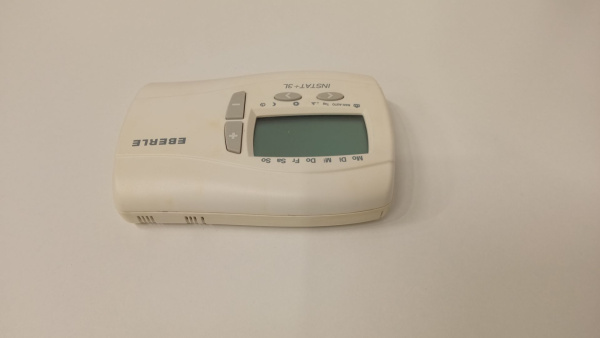 Mo Di Mi Do Fr Sa So
INSTAT+3L
EBERLE
+
-